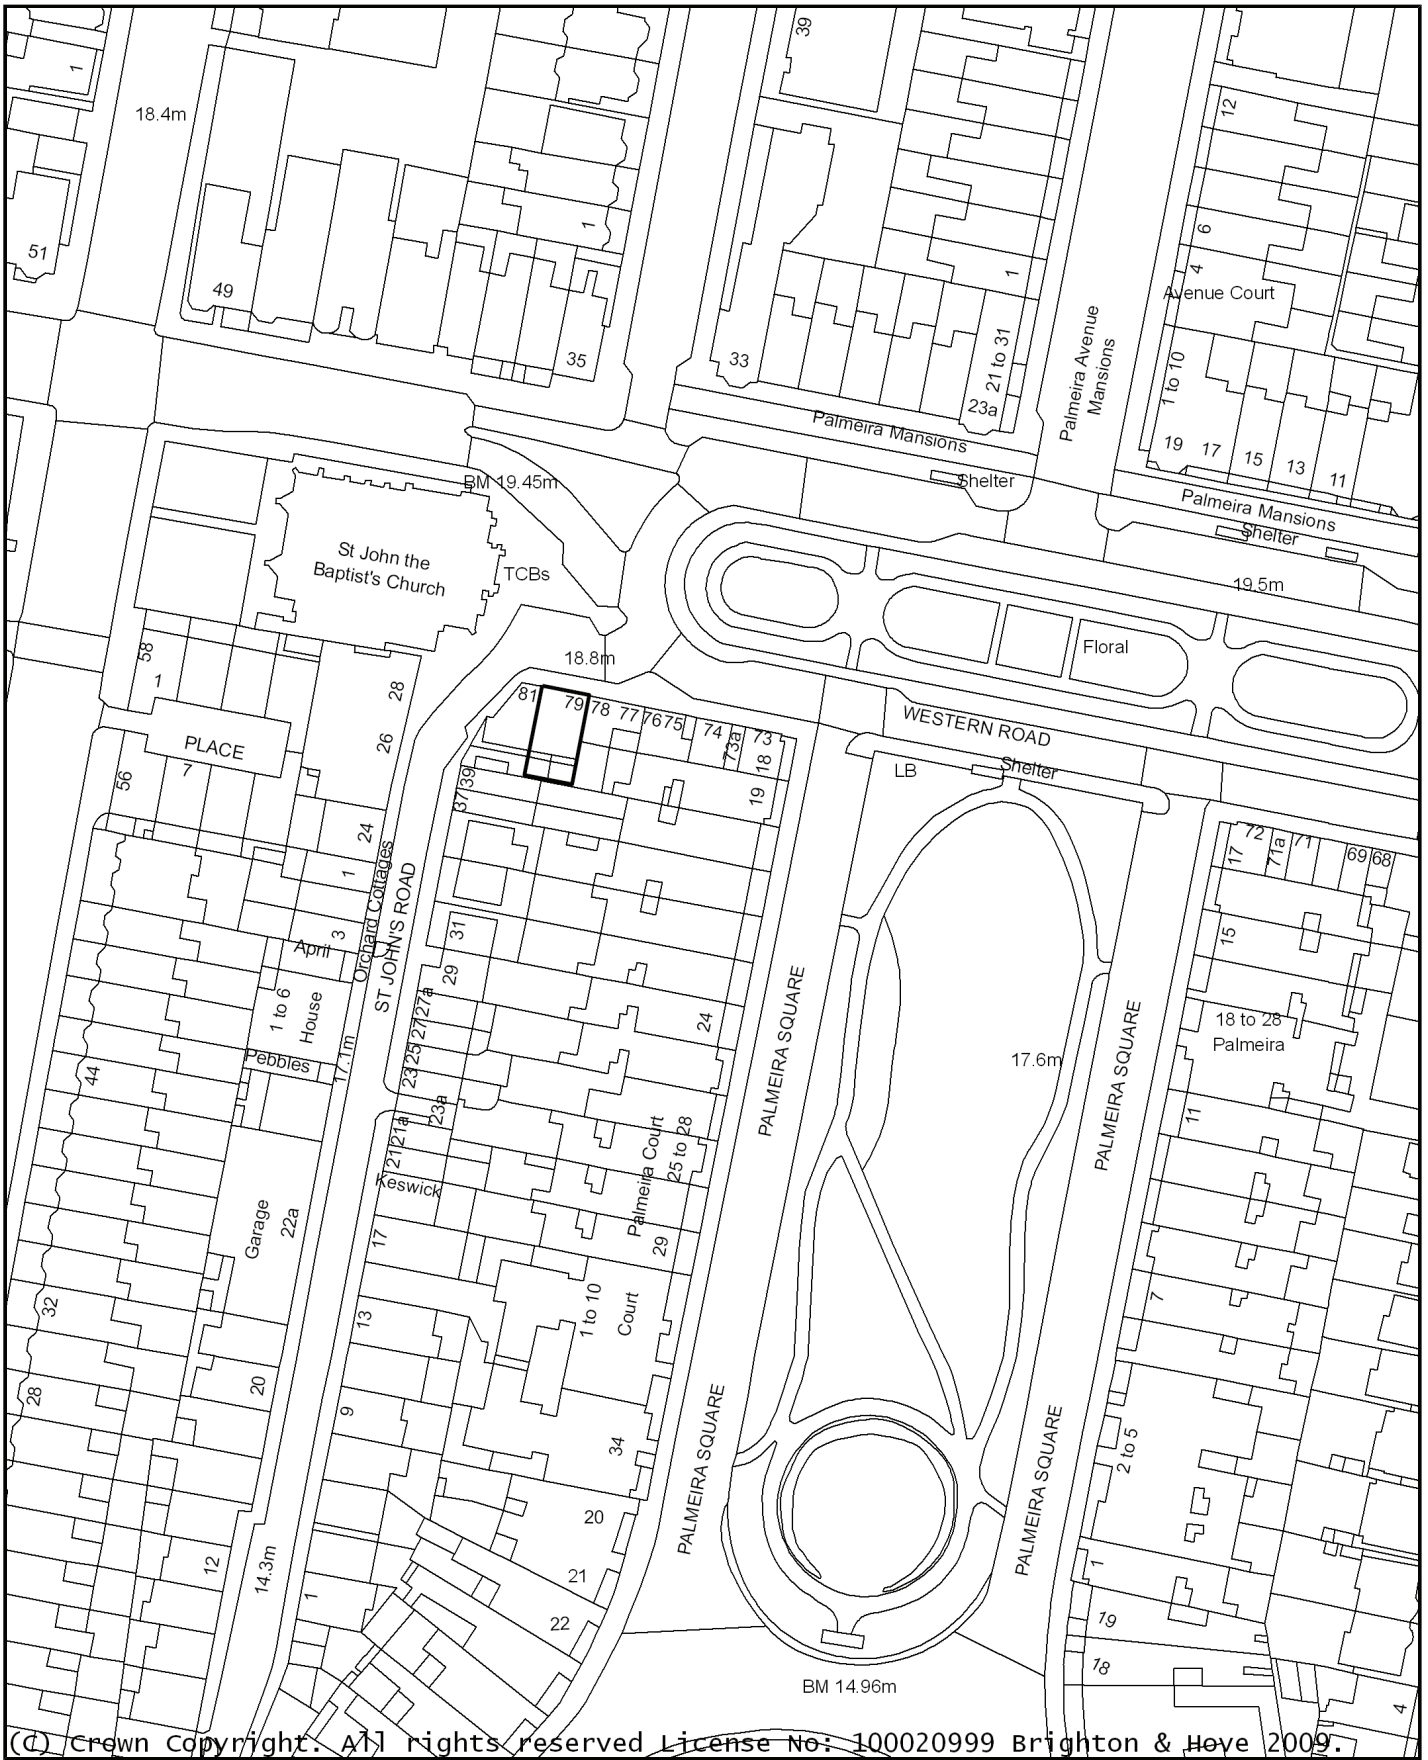 39
1
18.4m
12
51
49
1
35
33
1
21 to 31
23a
6
4
Avenue Court
Palmeira Avenue
Mansions
1 to 10
19
17
15
13
11
Palmeira Mansions
Palmeira Mansions
BM 19.45m
Shelter
Shelter
St John the
Baptist's Church
TCBs
19.5m
Floral
58
1
18.8m
28
26
81
79
78
77
76
75
74
73a
73
18
19
WESTERN ROAD
LB
Shelter
PLACE
7
56
39
37
24
72
71a
71
69
68
17
15
1
3
Orchard Cottages
ST JOHN'S ROAD
April
1 to 6
House
Pebbles
17.1m
31
29
27a
27
25
23
23a
21a
21
Keswick
24
PALMEIRA SQUARE
17.6m
PALMEIRA SQUARE
18 to 28
Palmeira
11
44
Garage
22a
Palmeira Court
25 to 28
29
17
13
1 to 10
Court
7
32
28
20
9
34
PALMEIRA SQUARE
PALMEIRA SQUARE
2 to 5
20
21
22
12
14.3m
1
1
19
18
4
BM 14.96m
(c) Crown Copyright. All rights reserved License No: 100020999 Brighton & Hove 2009.